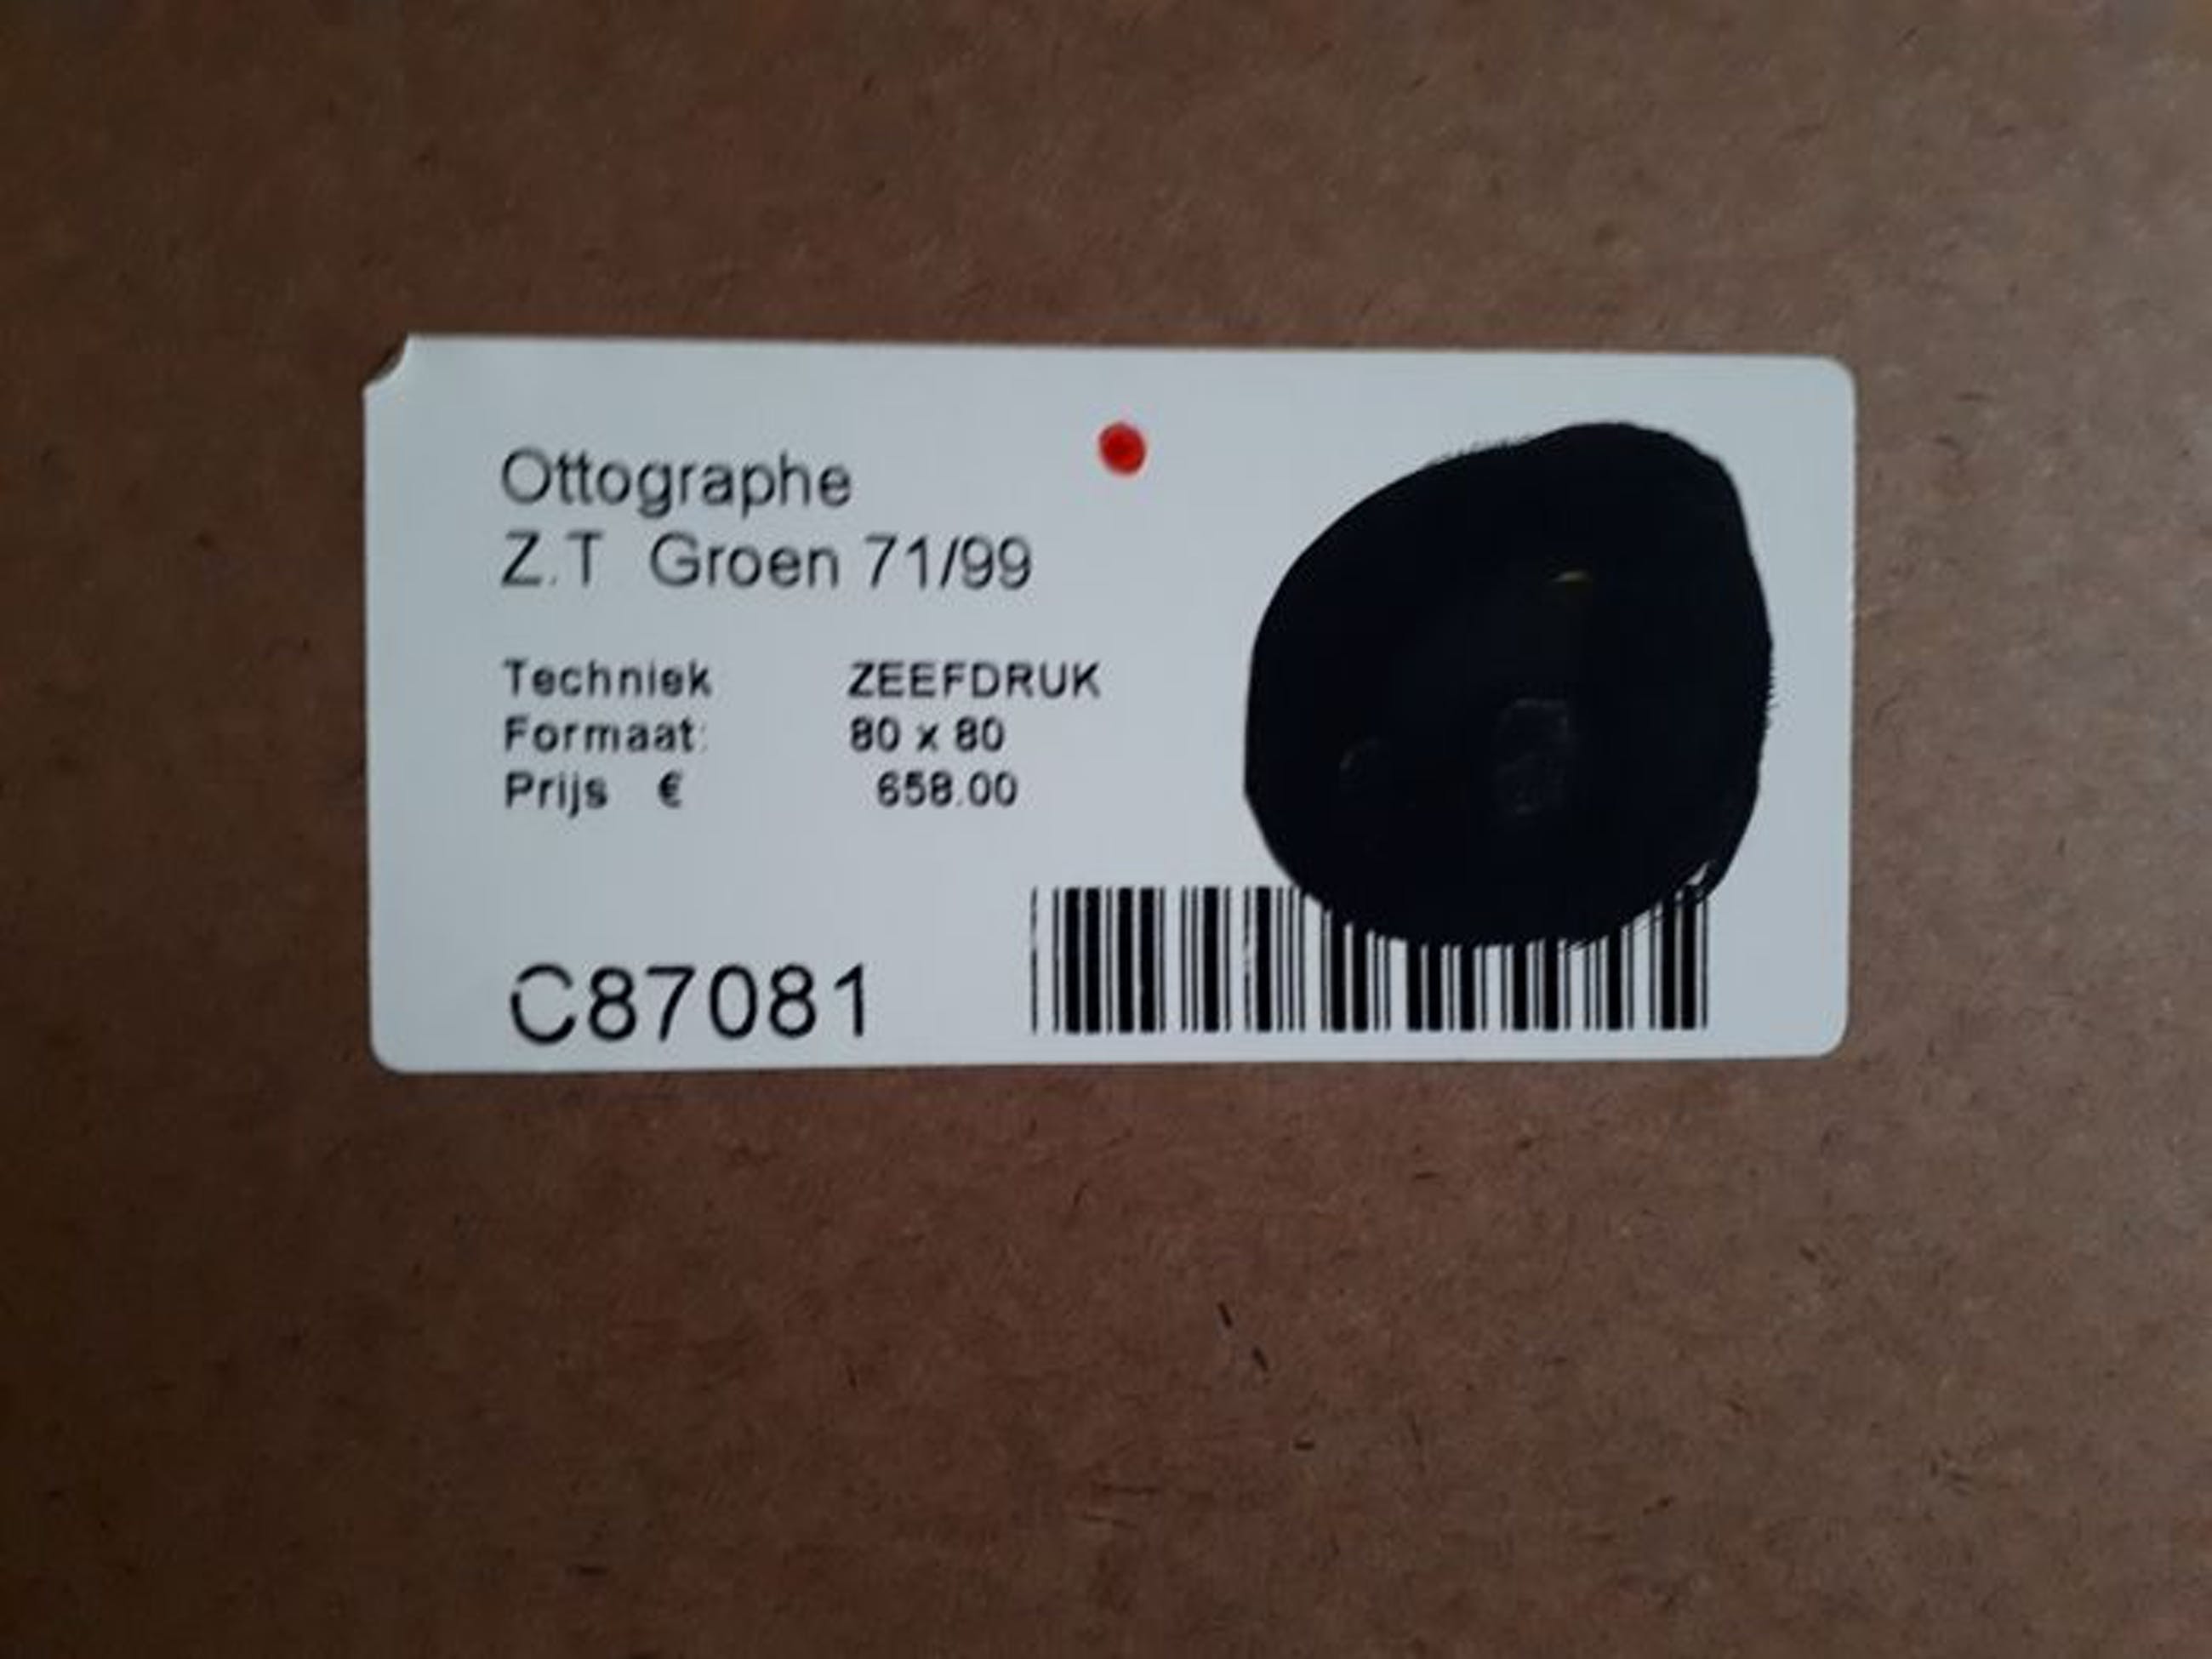 Ottographe
Z.T Groen 71/99
Techniek ZEEFDRUK
Formaat: 80 x 80
Prijs € 658.00
C87081